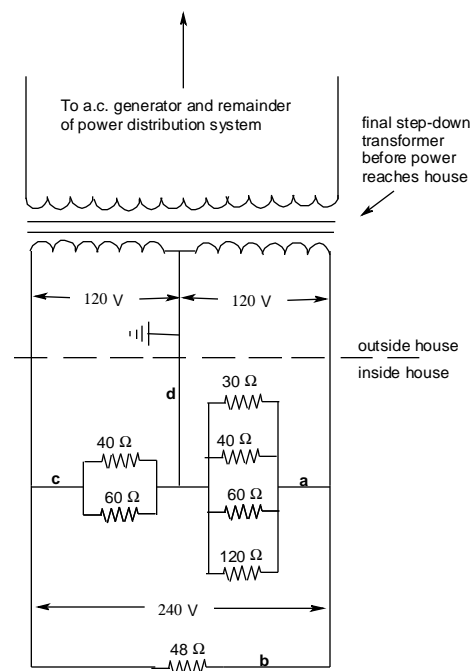 To a.c. generator and remainder
of power distribution system
final step-down
transformer
before power
reaches house
120 V
120 V
outside house
inside house
d
30 Ω
40 Ω
40 Ω
c
a
60 Ω
60 Ω
120 Ω
240 V
48 Ω
b